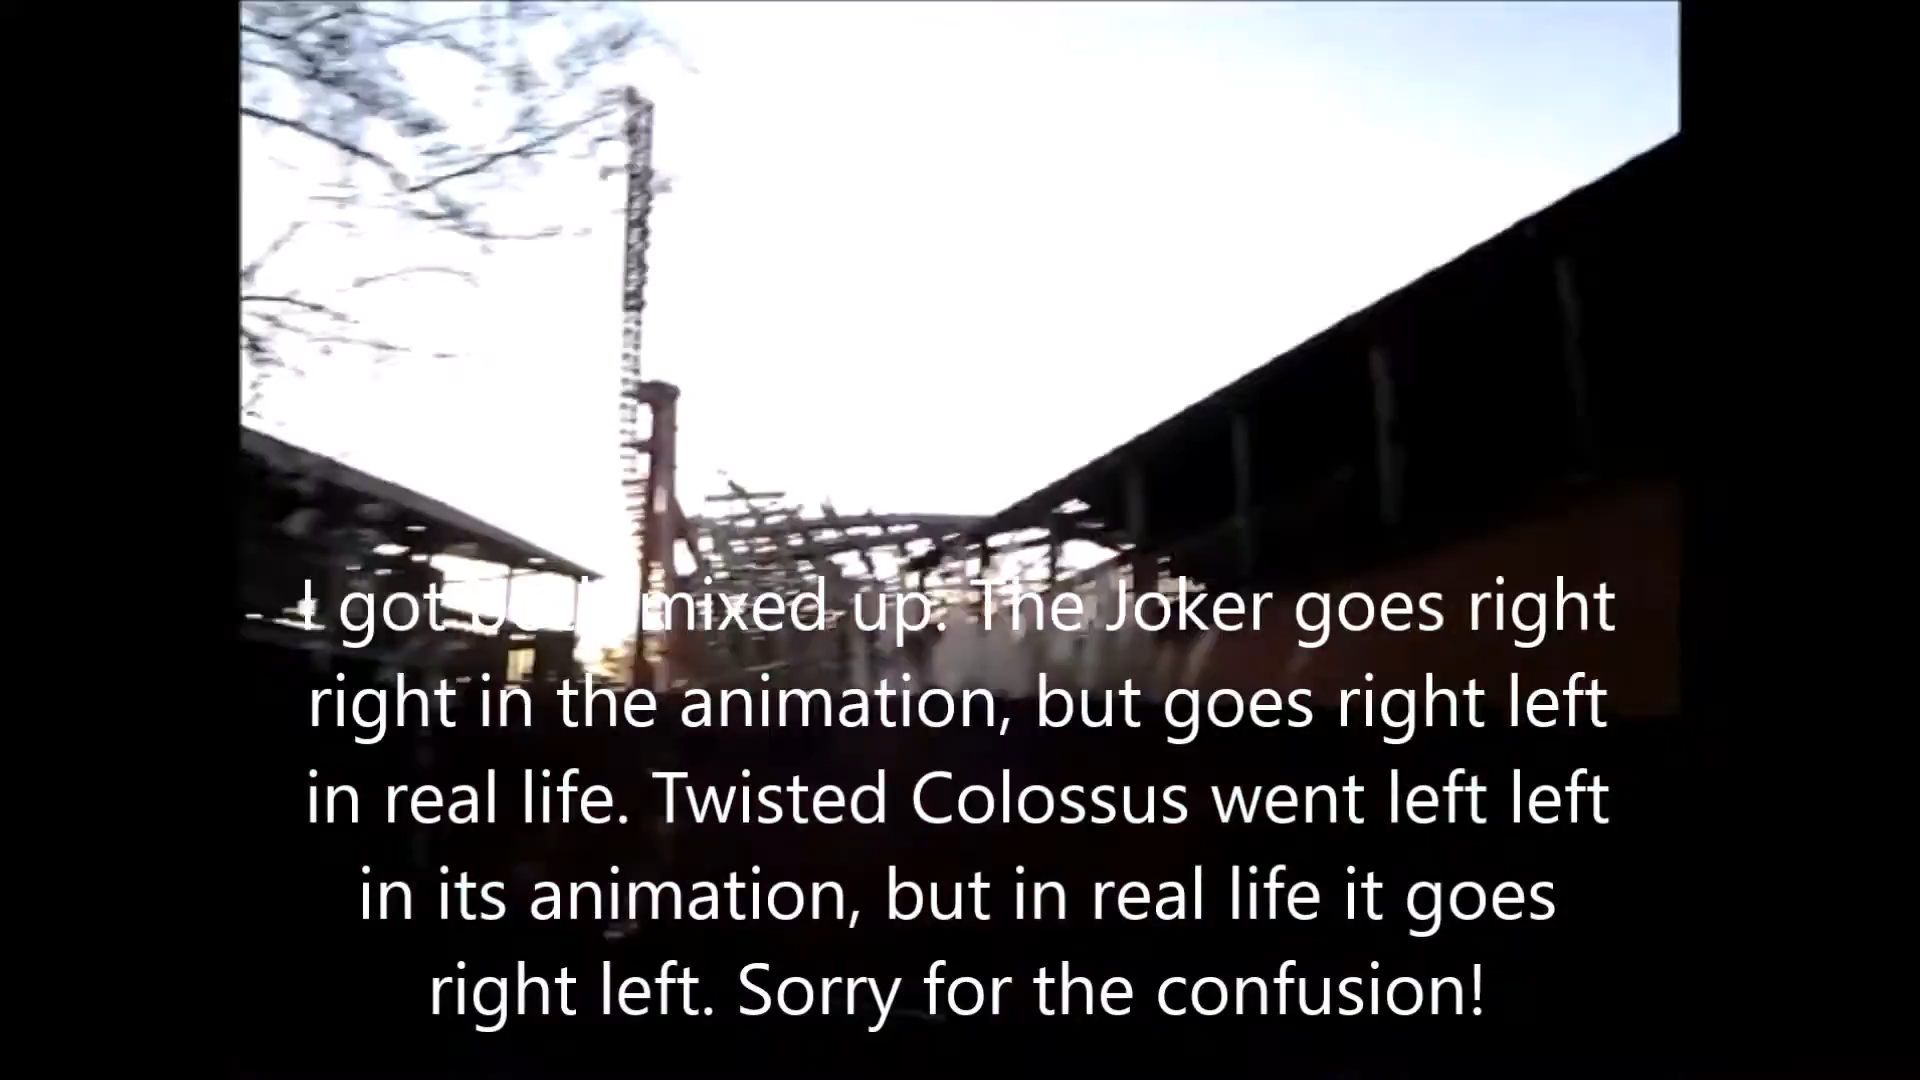 I got both mixed up. The Joker goes right
right in the animation, but goes right left
in real life. Twisted Colossus went left left
in its animation, but in real life it goes
right left. Sorry for the confusion!